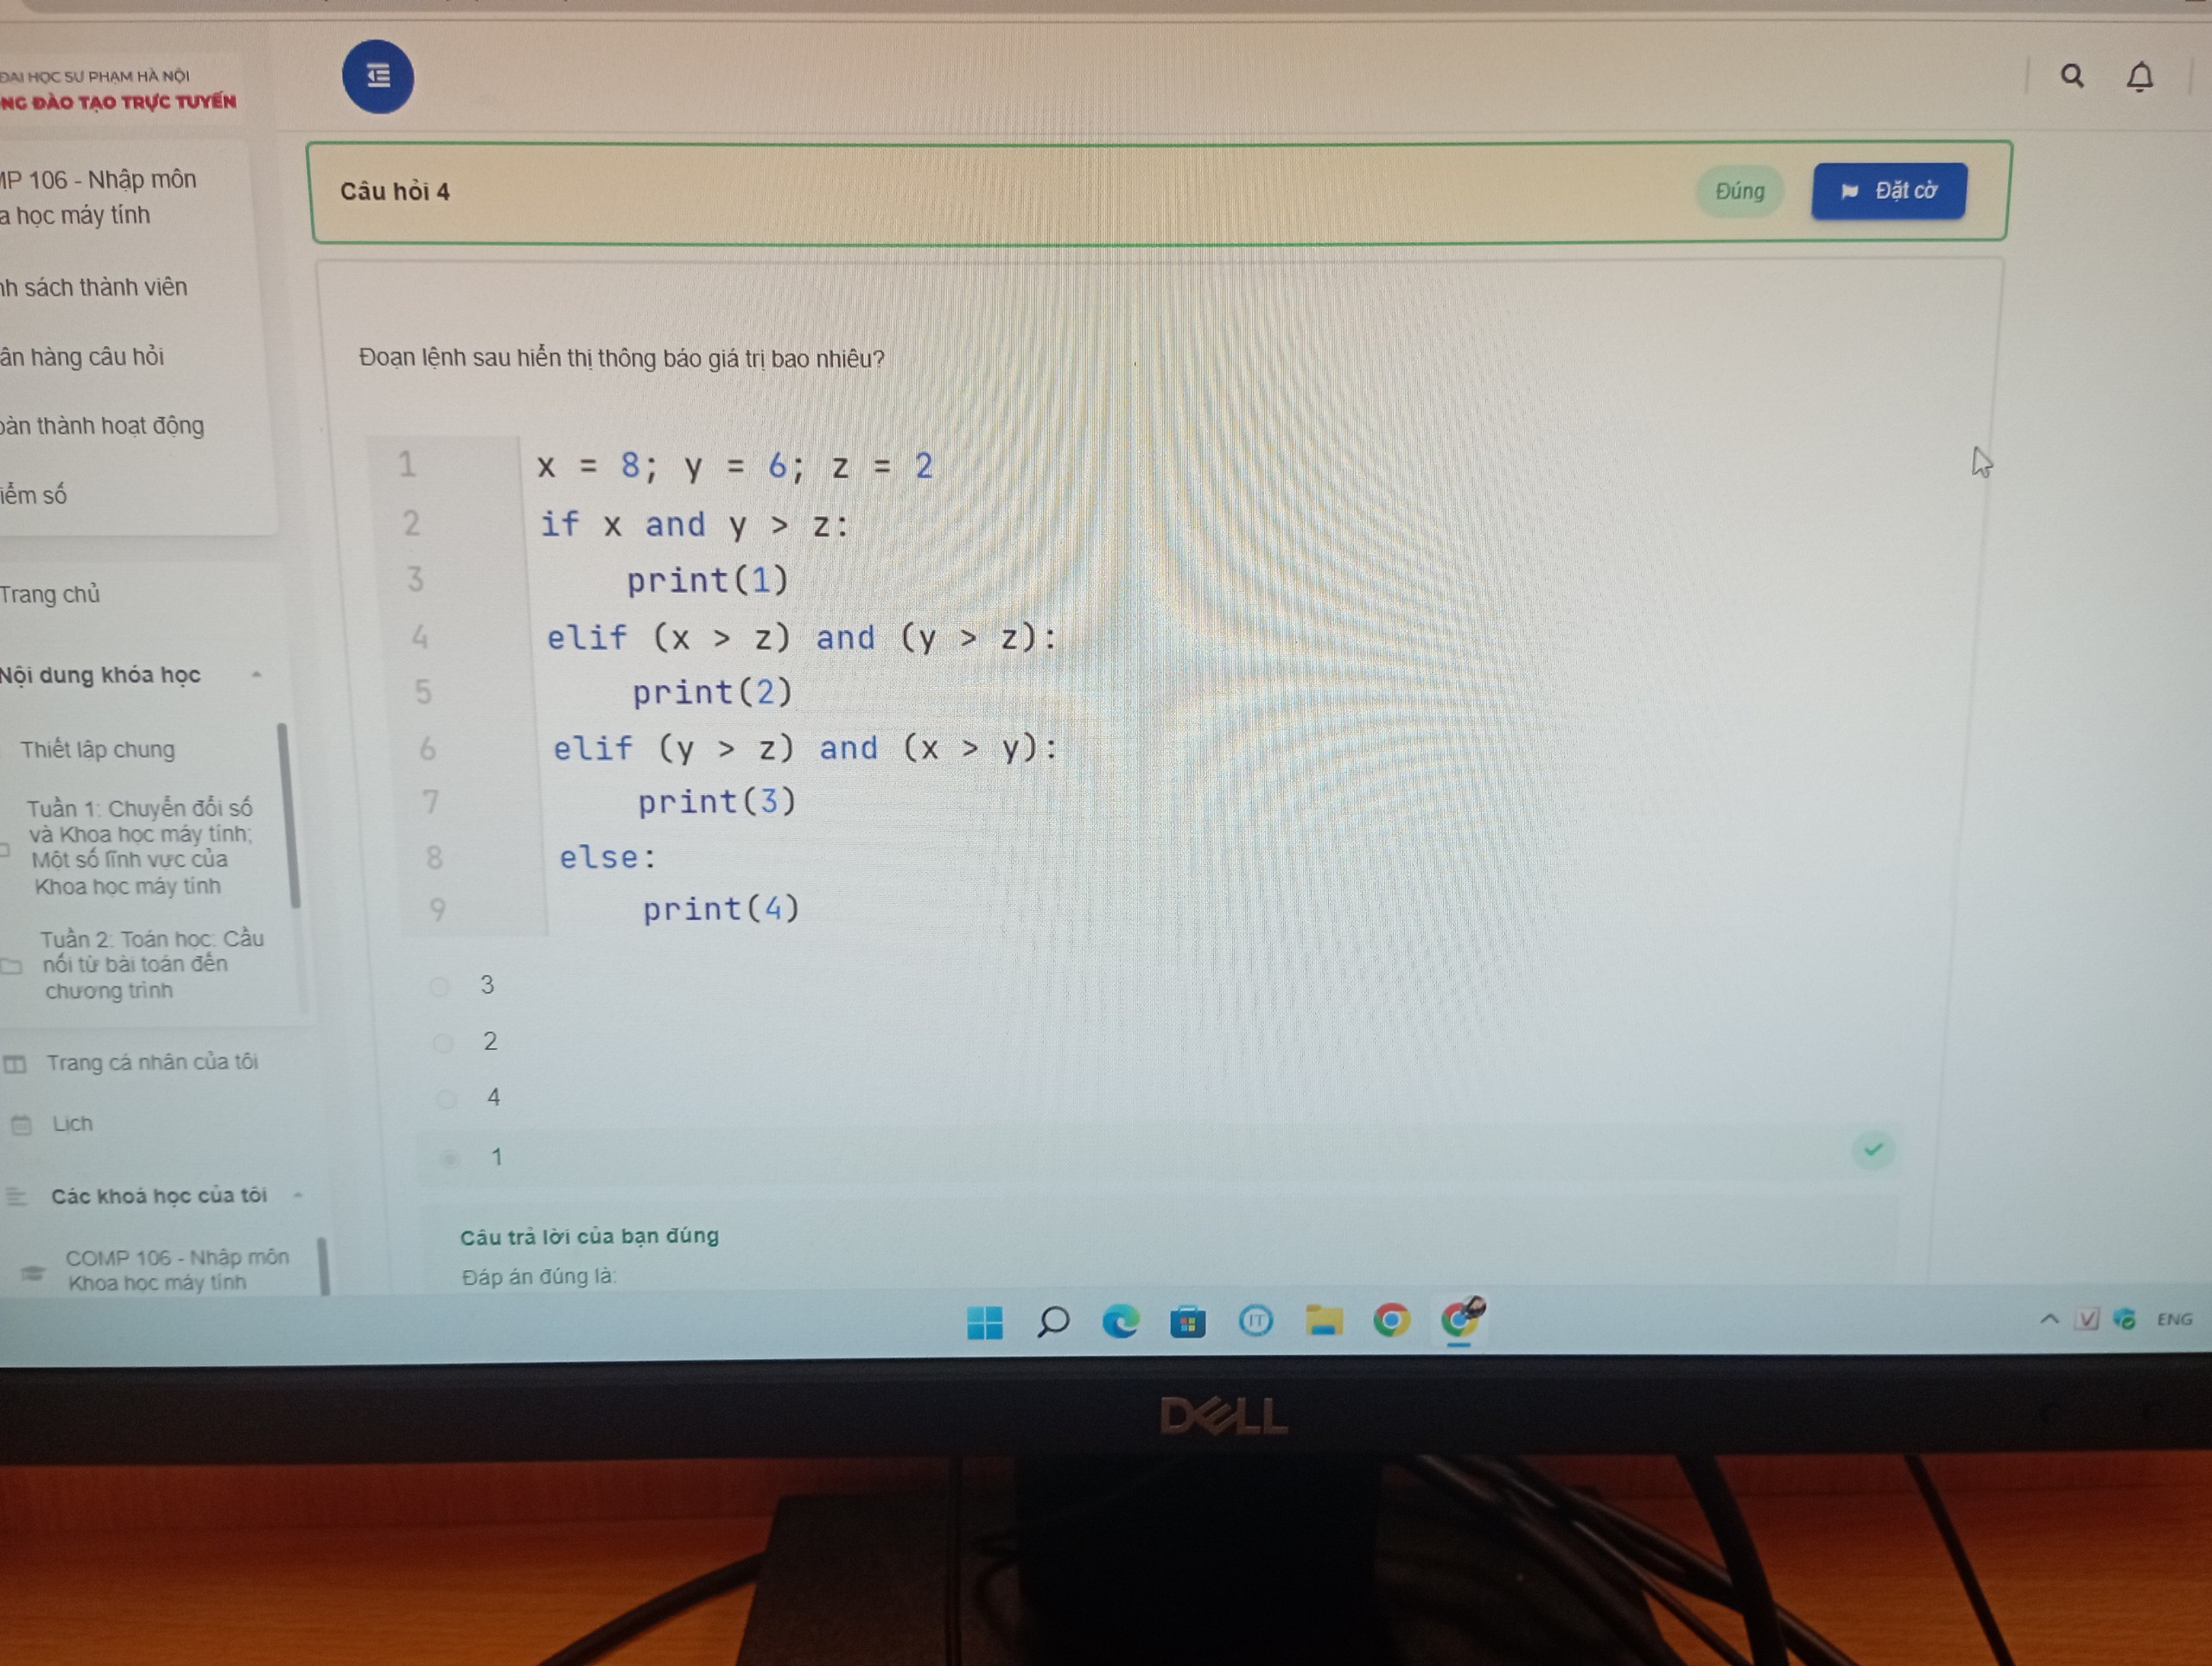 ĐẠI HỌC SƯ PHẠM HÀ NỘI
NG ĐÀO TẠO TRỰC TUYẾN
MP 106 - Nhập môn
a học máy tính
nh sách thành viên
ân hàng câu hỏi
oàn thành hoạt động
iểm số
Trang chủ
Nội dung khóa học
Thiết lập chung
Tuần 1: Chuyển đổi số
và Khoa học máy tính;
Một số lĩnh vực của
Khoa học máy tính
Tuần 2: Toán học: Cầu
nối từ bài toán đến
chương trình
Trang cá nhân của tôi
Lịch
Các khoá học của tôi
COMP 106 - Nhập môn
Khoa học máy tính
Câu hỏi 4
Đúng
Đặt cờ
Đoạn lệnh sau hiển thị thông báo giá trị bao nhiêu?
1 x = 8; y = 6; z = 2
2 if x and y > z:
3 print(1)
4 elif (x > z) and (y > z):
5 print(2)
6 elif (y > z) and (x > y):
7 print(3)
8 else:
9 print(4)
3
2
4
1
Câu trả lời của bạn đúng
Đáp án đúng là:
IT
V
ENG
DELL